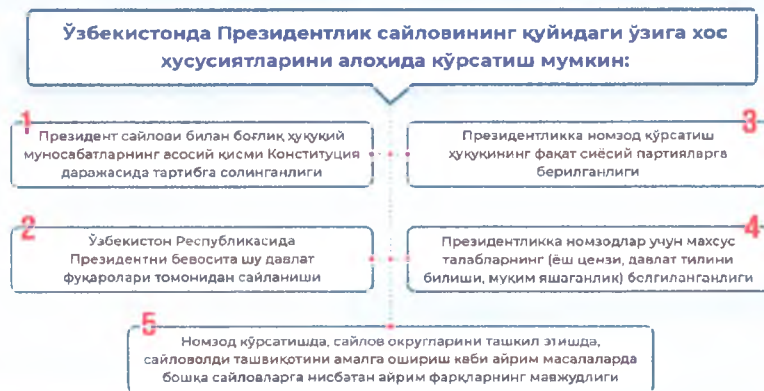 Ўзбекистонда Президентлик сайловининг қуйидаги ўзига хос
хусусиятларини алоҳида кўрсатиш мумкин:
1
Президент сайлови билан боғлиқ ҳуқуқий
муносабатларнинг асосий қисми Конституция
даражасида тартибга солинганлиги
2
Ўзбекистон Республикасида
Президентни бевосита шу давлат
фуқаролари томонидан сайланиши
3
Президентликка номзод кўрсатиш
ҳуқуқининг фақат сиёсий партияларга
берилганлиги
4
Президентликка номзодлар учун махсус
талабларнинг (ёш цензи, давлат тилини
билиши, муқим яшаганлик) белгиланганлиги
5
Номзод кўрсатишда, сайлов округларини ташкил этишда,
сайловолди ташвиқотини амалга ошириш каби айрим масалаларда
бошқа сайловларга нисбатан айрим фарқларнинг мавжудлиги